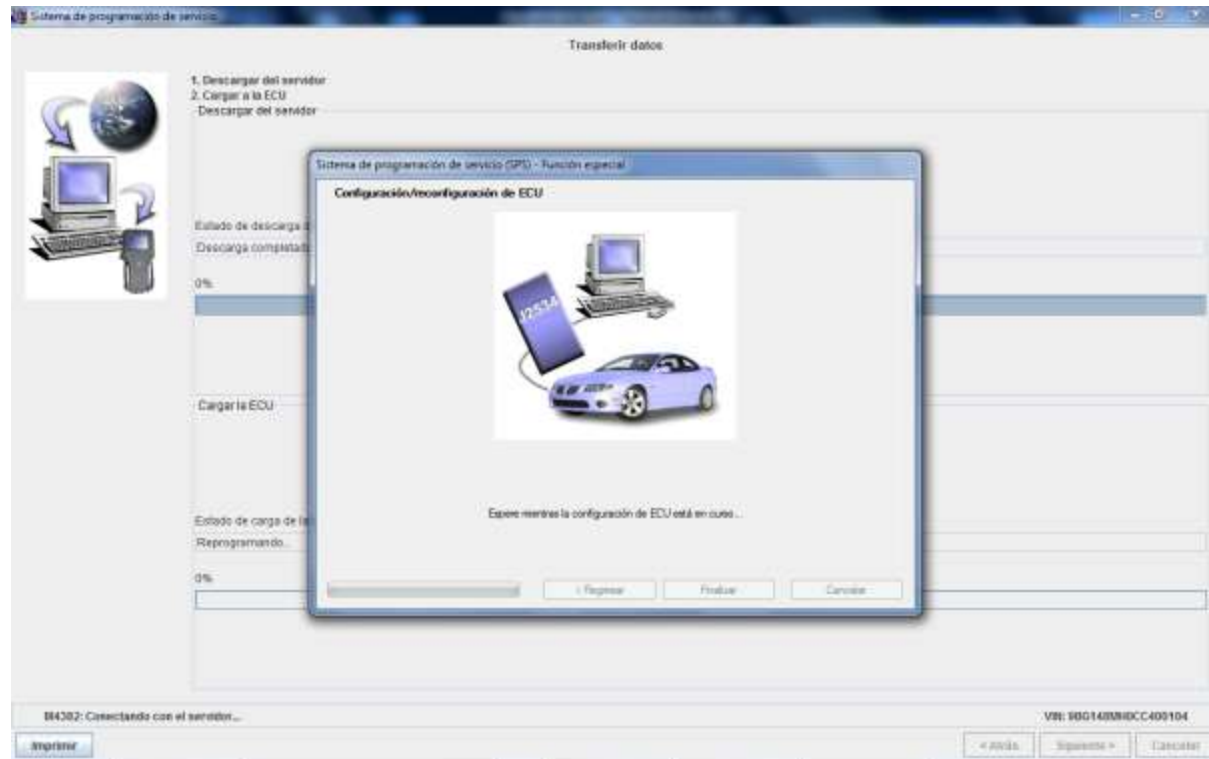 Sistema de programación de servicio
Transferir datos
1. Descargar del servidor
2. Cargar a la ECU
Descargar del servidor
Sistema de programación de servicio (SPS) - Función especial
Configuración/reconfiguración de ECU
J2534
Estado de descarga
Descarga completada
0%
Cargar la ECU
Espere mientras la configuración de ECU está en curso...
Estado de carga de la
Reprogramando...
0%
< Regresar Finalizar Cancelar
Conectando con el servidor...
VIN:
Imprimir < Atrás Siguiente > Cancelar